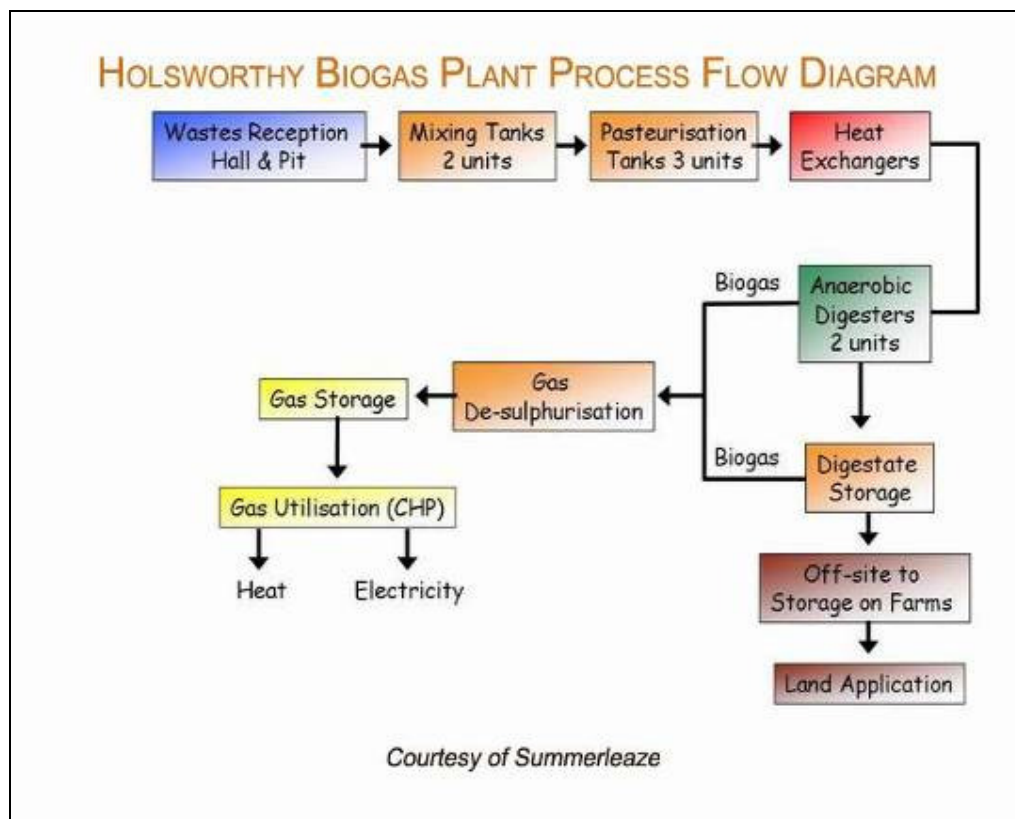 HOLSWORTHY BIOGAS PLANT PROCESS FLOW DIAGRAM
Wastes Reception
Hall & Pit
Mixing Tanks
2 units
Pasteurisation
Tanks 3 units
Heat
Exchangers
Biogas
Anaerobic
Digesters
2 units
Gas
De-sulphurisation
Gas Storage
Biogas
Digestate
Storage
Gas Utilisation (CHP)
Heat
Electricity
Off-site to
Storage on Farms
Land Application
Courtesy of Summerleaze